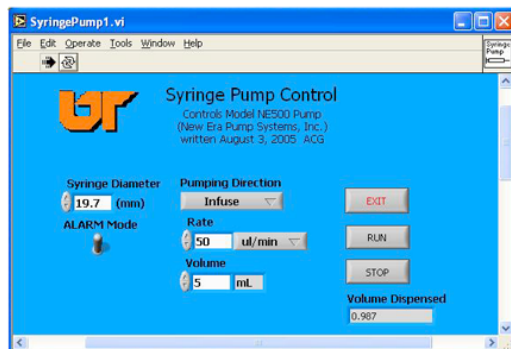 SyringePump1.vi
File Edit Operate Tools Window Help
Syringe
Pump
UT
Syringe Pump Control
Controls Model NE500 Pump
(New Era Pump Systems, Inc.)
written August 3, 2005 ACG
Syringe Diameter
19.7 (mm)
ALARM Mode
Pumping Direction
Infuse
Rate
50 ul/min
Volume
5 mL
EXIT
RUN
STOP
Volume Dispensed
0.987